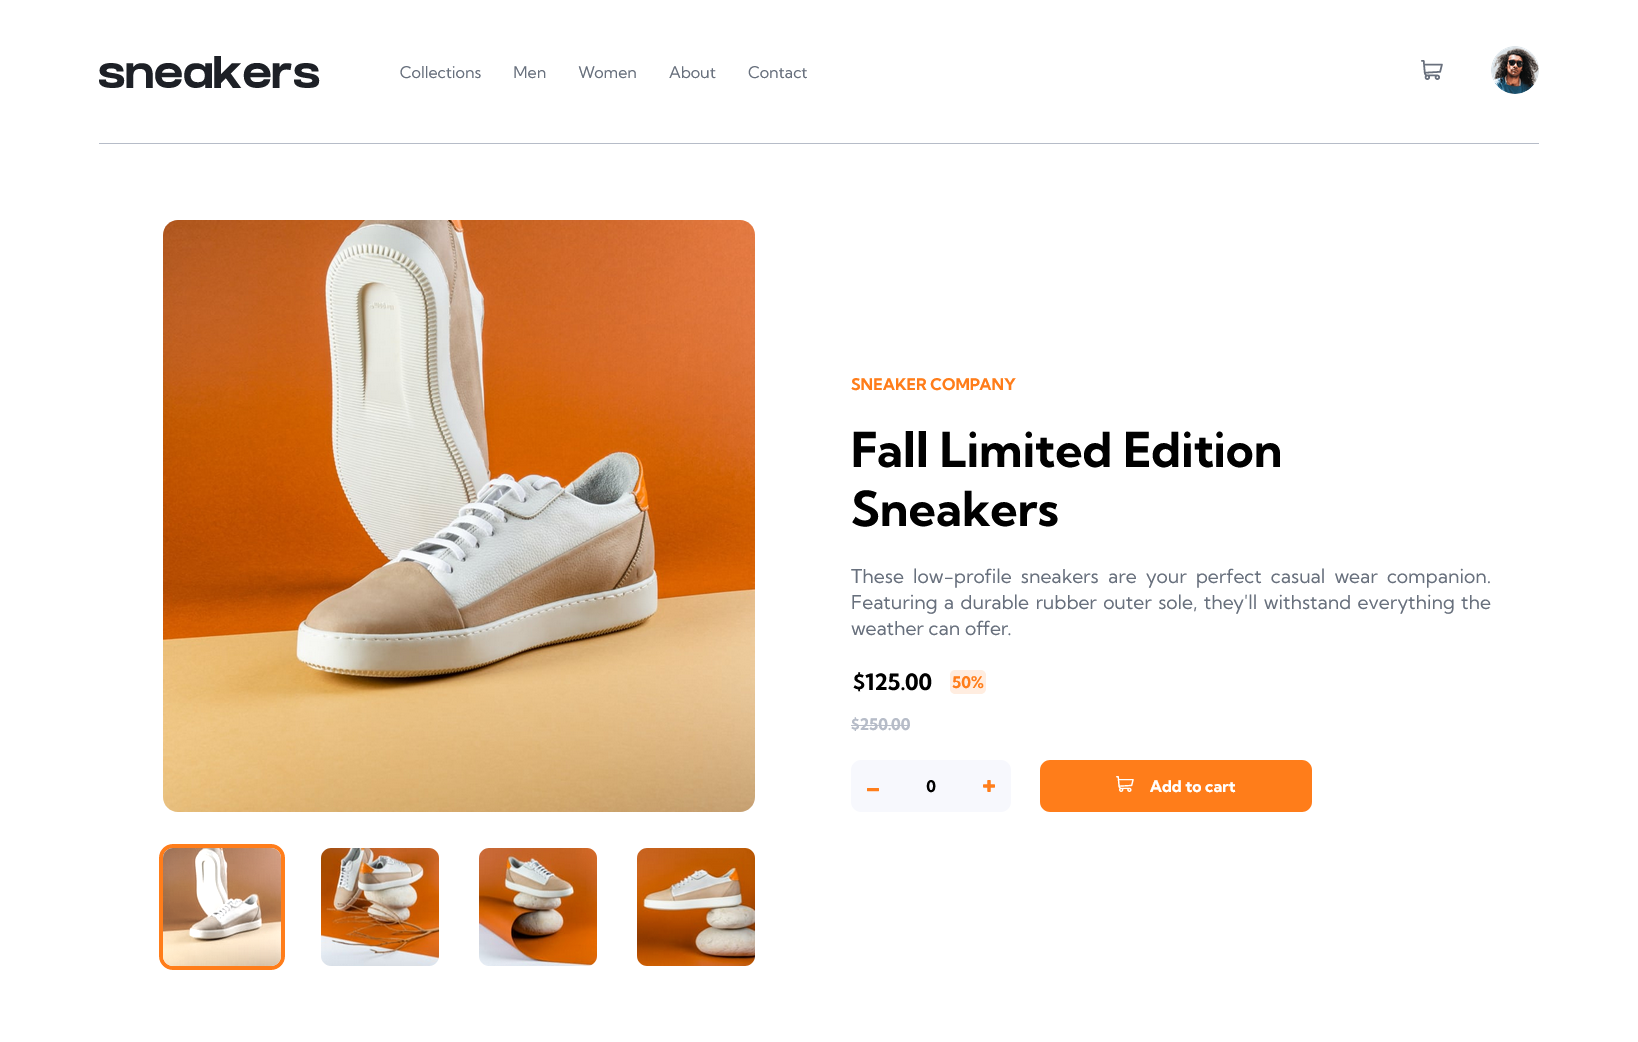 sneakers
Collections
Men
Women
About
Contact
SNEAKER COMPANY
Fall Limited Edition
Sneakers
These low-profile sneakers are your perfect casual wear companion.
Featuring a durable rubber outer sole, they'll withstand everything the
weather can offer.
$125.00 50%
$250.00
– 0 +
Add to cart